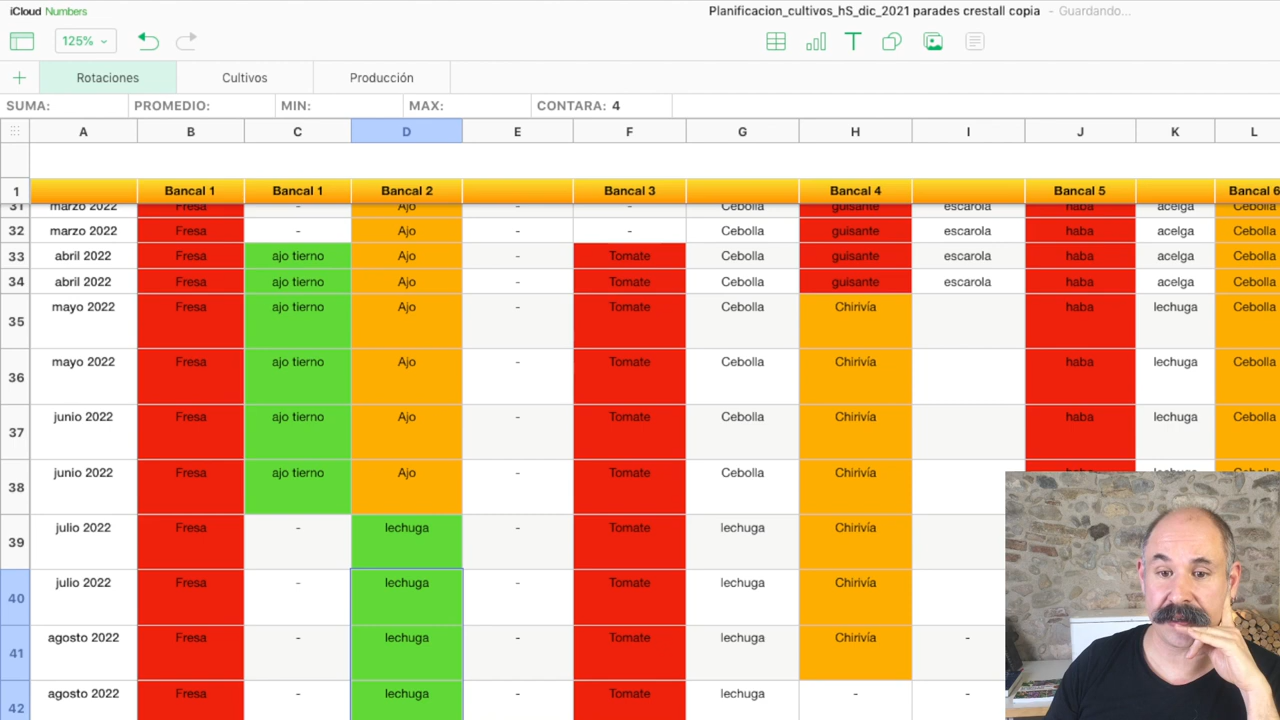 iCloud Numbers
Planificacion_cultivos_hS_dic_2021 parades crestall copia - Guardando...
125%
Rotaciones Cultivos Producción
SUMA: PROMEDIO: MIN: MAX: CONTARA: 4
A B C D E F G H I J K L
1 Bancal 1 Bancal 1 Bancal 2 Bancal 3 Bancal 4 Bancal 5 Bancal 6
31 marzo 2022 Fresa - Ajo - - Cebolla guisante escarola haba acelga Cebolla
32 marzo 2022 Fresa - Ajo - - Cebolla guisante escarola haba acelga Cebolla
33 abril 2022 Fresa ajo tierno Ajo - Tomate Cebolla guisante escarola haba acelga Cebolla
34 abril 2022 Fresa ajo tierno Ajo - Tomate Cebolla guisante escarola haba acelga Cebolla
35 mayo 2022 Fresa ajo tierno Ajo - Tomate Cebolla Chirivía haba lechuga Cebolla
36 mayo 2022 Fresa ajo tierno Ajo - Tomate Cebolla Chirivía haba lechuga Cebolla
37 junio 2022 Fresa ajo tierno Ajo - Tomate Cebolla Chirivía haba lechuga Cebolla
38 junio 2022 Fresa ajo tierno Ajo - Tomate Cebolla Chirivía haba lechuga Cebolla
39 julio 2022 Fresa - lechuga - Tomate lechuga Chirivía
40 julio 2022 Fresa - lechuga - Tomate lechuga Chirivía
41 agosto 2022 Fresa - lechuga - Tomate lechuga Chirivía -
42 agosto 2022 Fresa - lechuga - Tomate lechuga - -